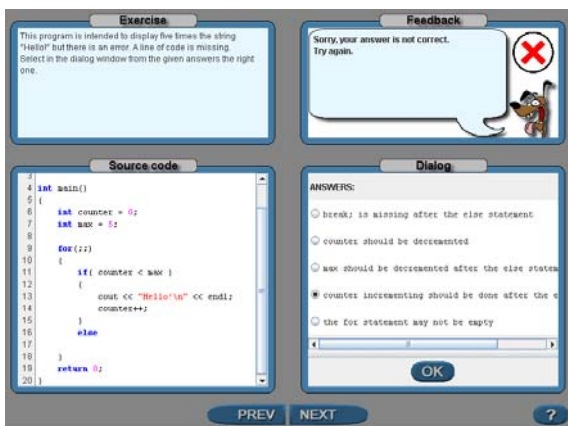 Exercise
This program is intended to display five times the string
"Hello!" but there is an error. A line of code is missing.
Select in the dialog window from the given answers the right
one.
Feedback
Sorry, your answer is not correct.
Try again.
Source code
3
4 int main()
5 {
6 int counter = 0;
7 int max = 5;
8
9 for(;;)
10 {
11 if( counter < max )
12 {
13 cout << "Hello!\n" << endl;
14 counter++;
15 }
16 else
17
18 }
19 return 0;
20 }
Dialog
ANSWERS:
break; is missing after the else statement
counter should be decremented
max should be decremented after the else statem
counter incrementing should be done after the e
the for statement may not be empty
OK
PREV NEXT ?